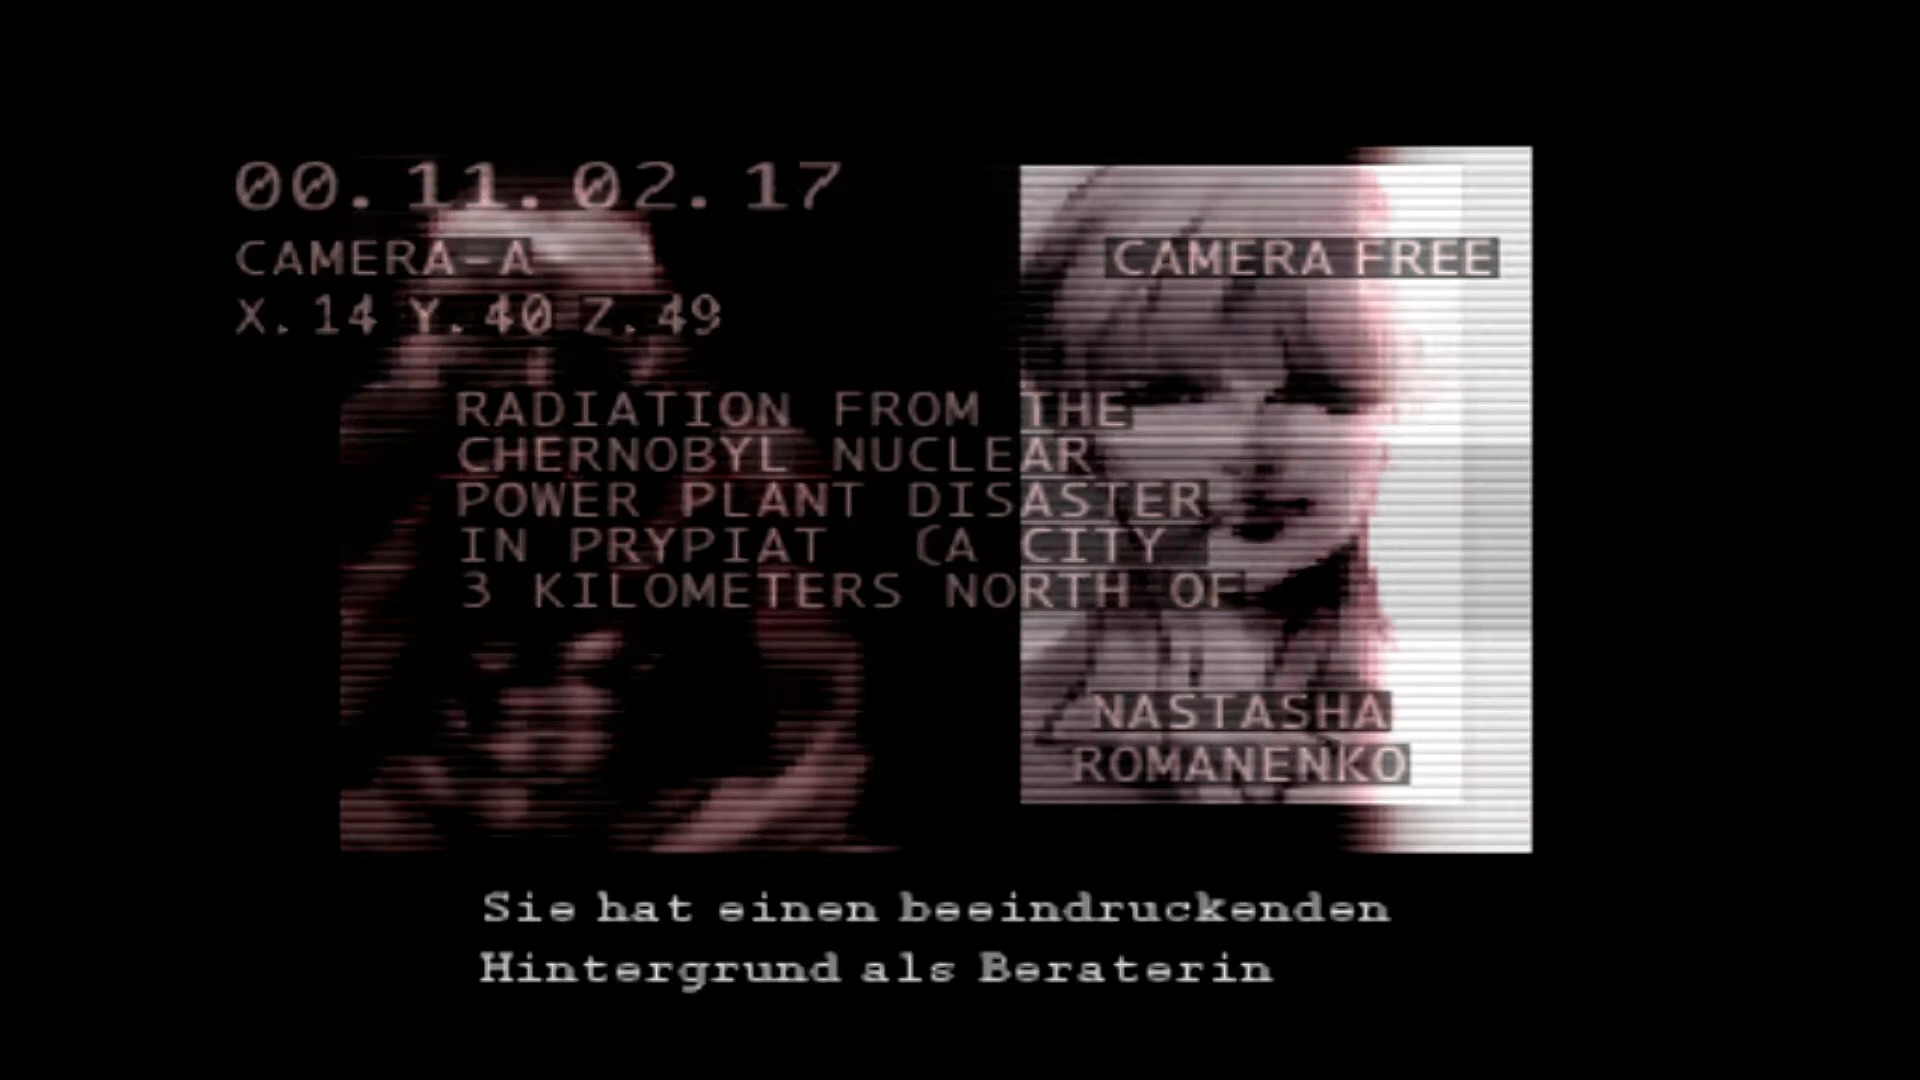 00.11.02.17
CAMERA-A
CAMERA FREE
X.14 Y.40 Z.49
RADIATION FROM THE
CHERNOBYL NUCLEAR
POWER PLANT DISASTER
IN PRYPIAT (A CITY
3 KILOMETERS NORTH OF
NASTASHA
ROMANENKO
Sie hat einen beeindruckenden
Hintergrund als Beraterin